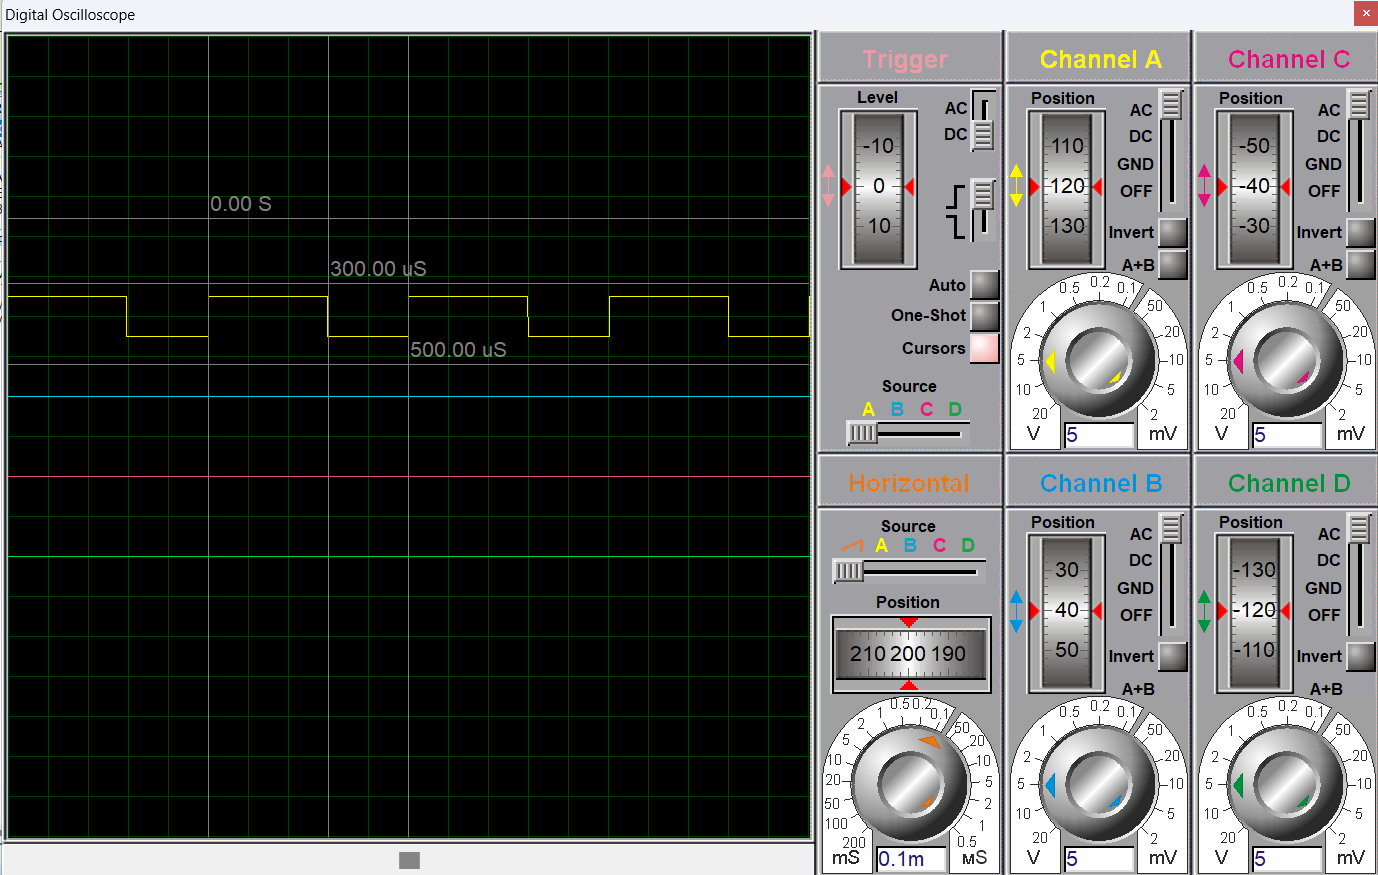 Digital Oscilloscope
0.00 S
300.00 uS
500.00 uS
Trigger
Level
-10
0
10
AC
DC
Auto
One-Shot
Cursors
Source
A B C D
Channel A
Position
110
120
130
AC
DC
GND
OFF
Invert
A+B
20
10
5
2
1
0.5
0.2
0.1
50
20
10
5
2
V
5
mV
Channel C
Position
-50
-40
-30
AC
DC
GND
OFF
Invert
A+B
20
10
5
2
1
0.5
0.2
0.1
50
20
10
5
2
V
5
mV
Horizontal
Source
A B C D
Position
210 200 190
200
100
50
20
10
5
2
1
0.5
0.2
0.1
50
20
10
5
2
1
0.5
mS
0.1m
мS
Channel B
Position
30
40
50
AC
DC
GND
OFF
Invert
A+B
20
10
5
2
1
0.5
0.2
0.1
50
20
10
5
2
V
5
mV
Channel D
Position
-130
-120
-110
AC
DC
GND
OFF
Invert
A+B
20
10
5
2
1
0.5
0.2
0.1
50
20
10
5
2
V
5
mV